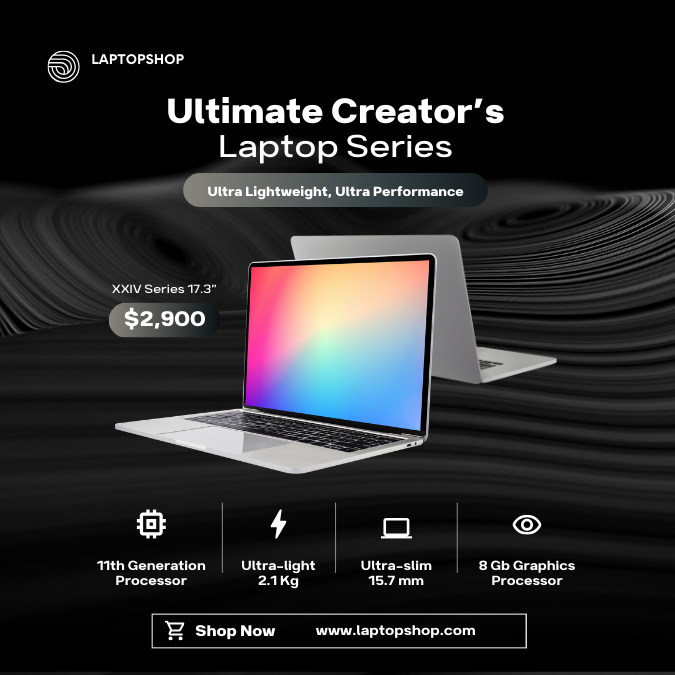 LAPTOPSHOP
Ultimate Creator’s
Laptop Series
Ultra Lightweight, Ultra Performance
XXIV Series 17.3”
$2,900
11th Generation
Processor
Ultra-light
2.1 Kg
Ultra-slim
15.7 mm
8 Gb Graphics
Processor
Shop Now www.laptopshop.com